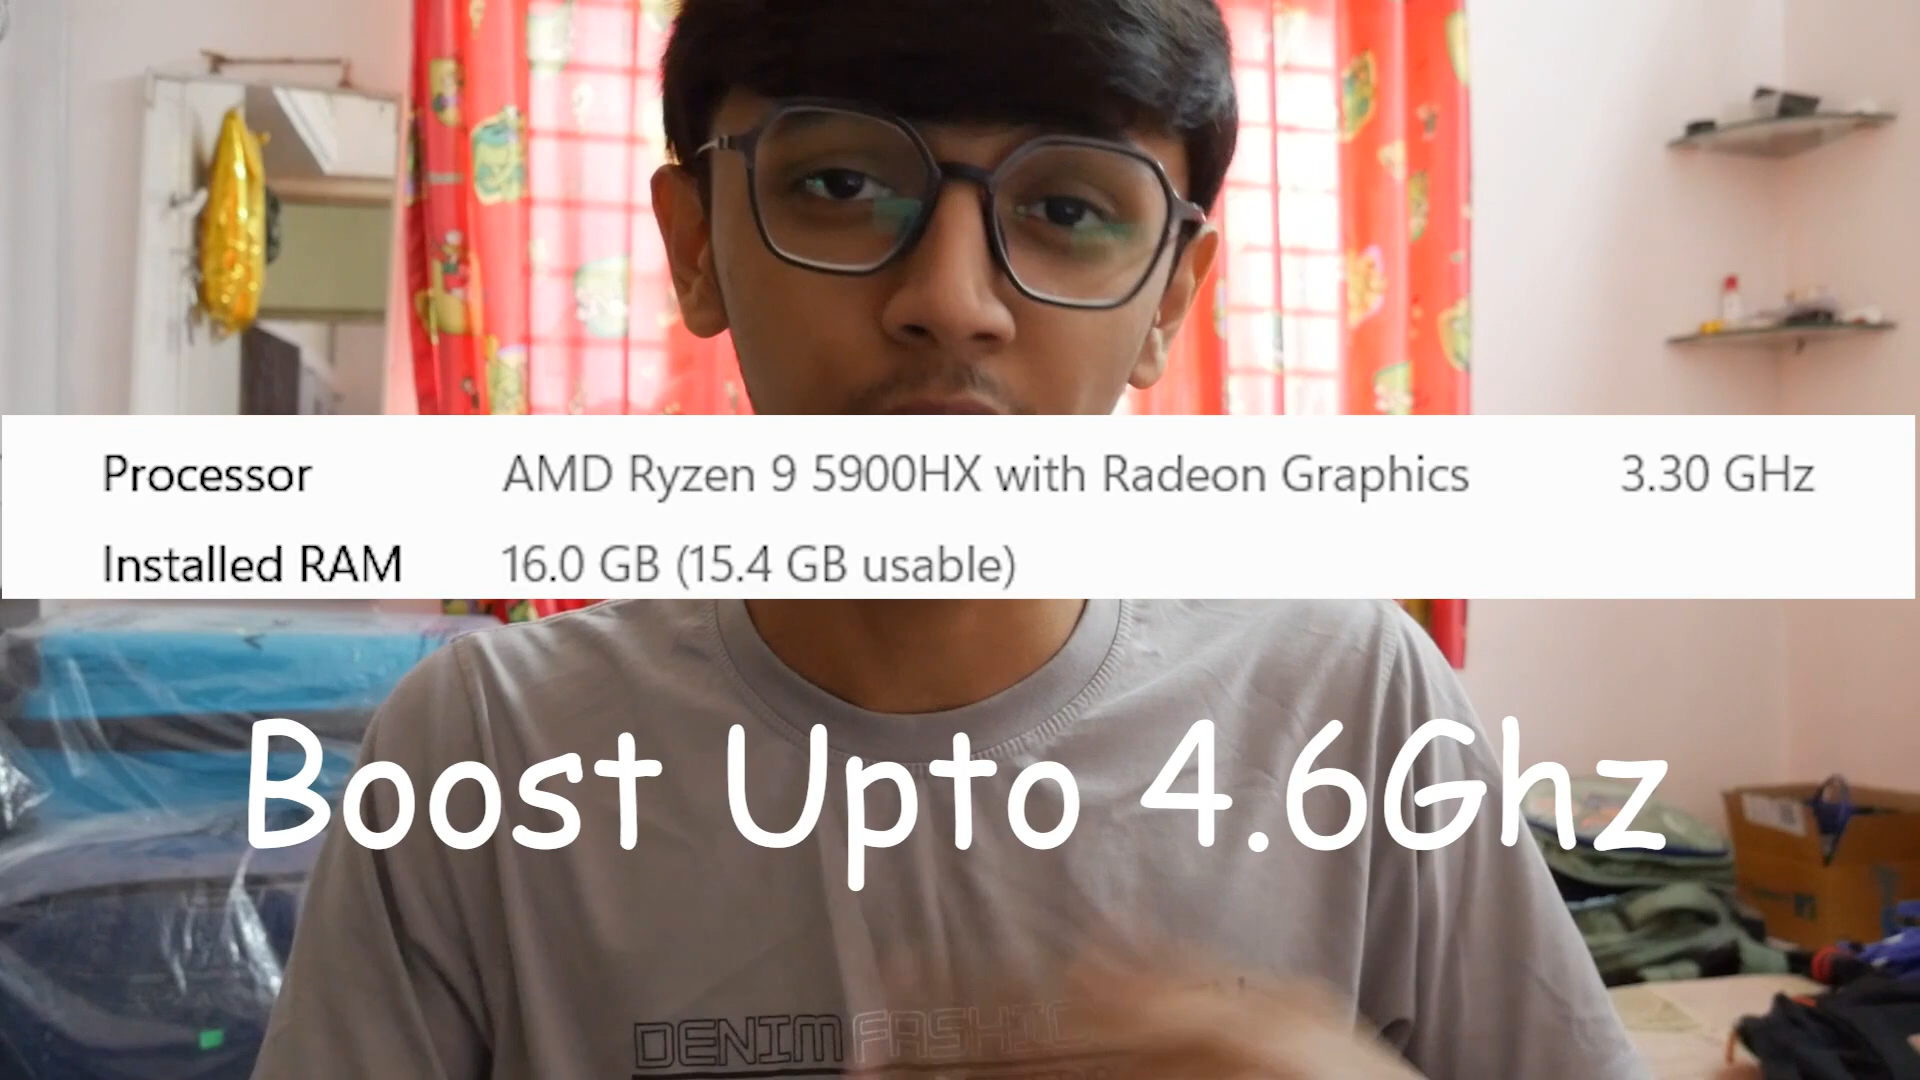 Processor AMD Ryzen 9 5900HX with Radeon Graphics 3.30 GHz
Installed RAM 16.0 GB (15.4 GB usable)
Boost Upto 4.6Ghz
DENIM FASHIO